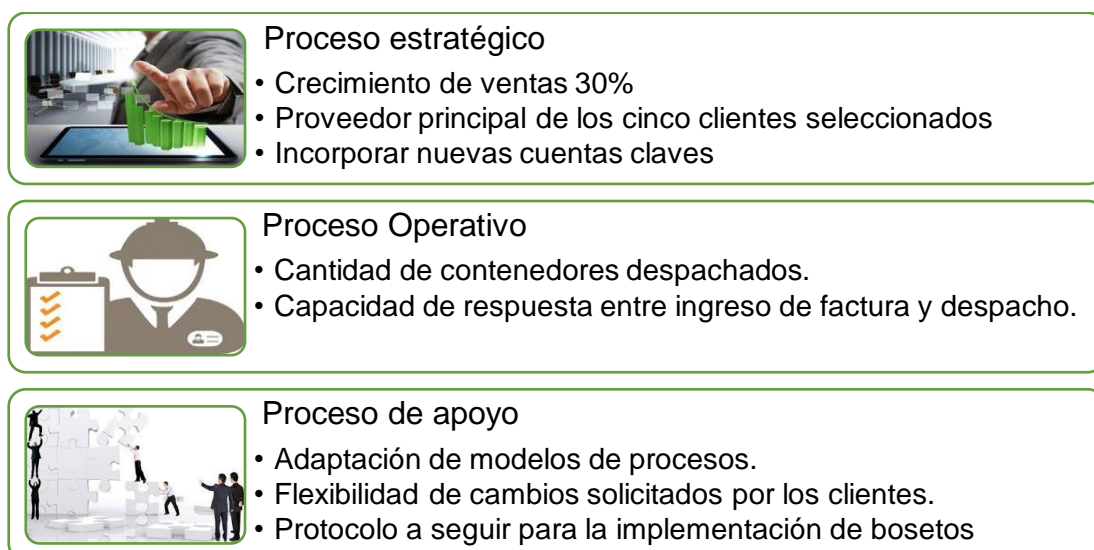 Proceso estratégico
• Crecimiento de ventas 30%
• Proveedor principal de los cinco clientes seleccionados
• Incorporar nuevas cuentas claves
Proceso Operativo
• Cantidad de contenedores despachados.
• Capacidad de respuesta entre ingreso de factura y despacho.
Proceso de apoyo
• Adaptación de modelos de procesos.
• Flexibilidad de cambios solicitados por los clientes.
• Protocolo a seguir para la implementación de bosetos